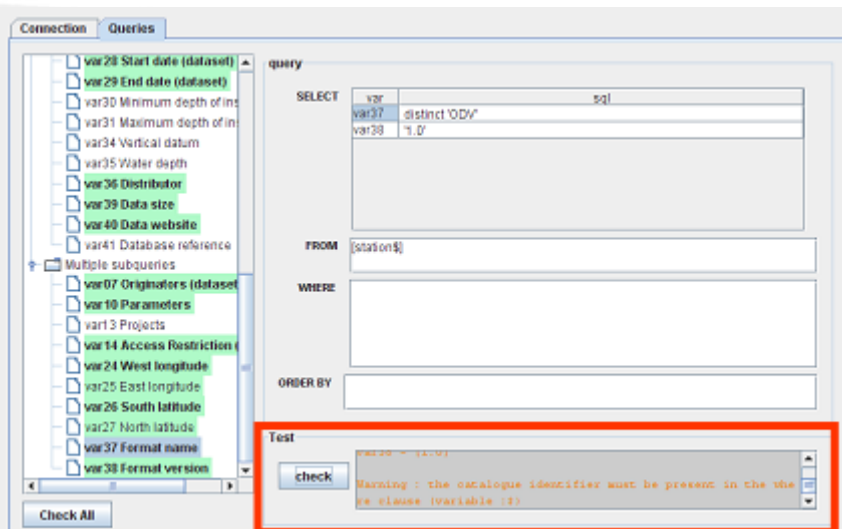 Connection Queries
var28 Start date (dataset)
var29 End date (dataset)
var30 Minimum depth of ins
var31 Maximum depth of in
var34 Vertical datum
var35 Water depth
var36 Distributor
var39 Data size
var40 Data website
var41 Database reference
Multiple subqueries
var07 Originators (dataset
var10 Parameters
var13 Projects
var14 Access Restriction (
var24 West longitude
var25 East longitude
var26 South latitude
var27 North latitude
var37 Format name
var38 Format version
Check All
query
SELECT
var sql
var37 distinct 'ODV'
var38 '1.0'
FROM [station$]
WHERE
ORDER BY
Test
check
var38 = (1.0)
Warning : the catalogue identifier must be present in the whe
re clause (variable :$)